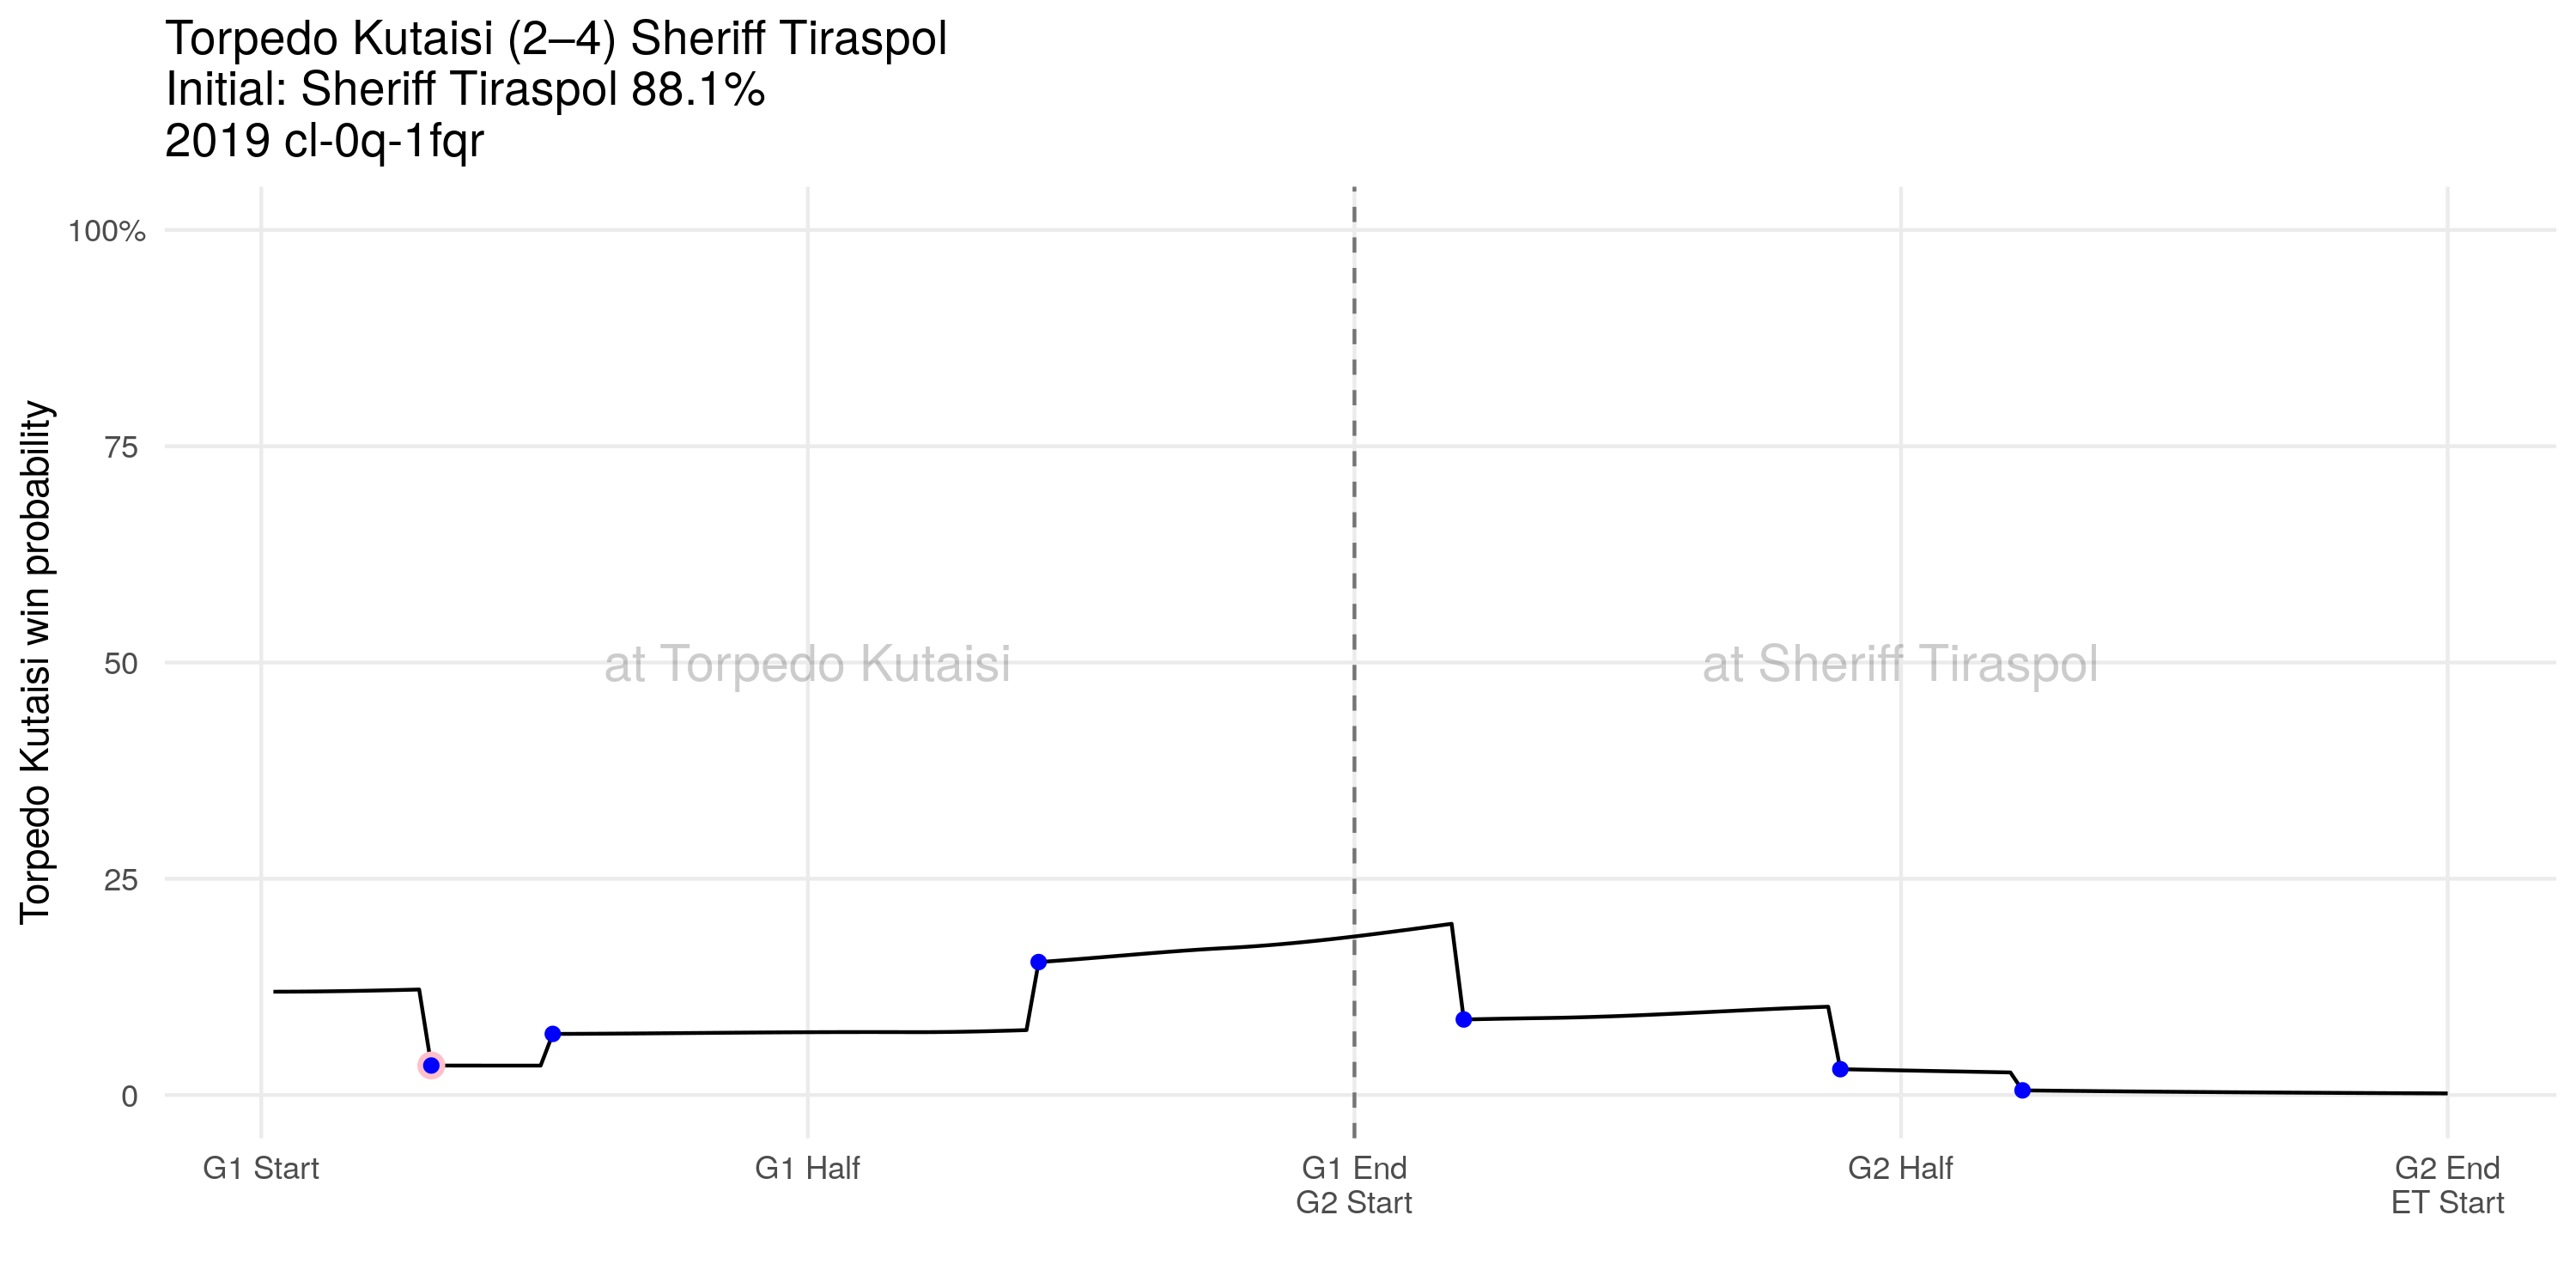 Torpedo Kutaisi (2–4) Sheriff Tiraspol
Initial: Sheriff Tiraspol 88.1%
2019 cl-0q-1fqr
Torpedo Kutaisi win probability
100%
75
50
25
0
at Torpedo Kutaisi
at Sheriff Tiraspol
G1 Start
G1 Half
G1 End
G2 Start
G2 Half
G2 End
ET Start